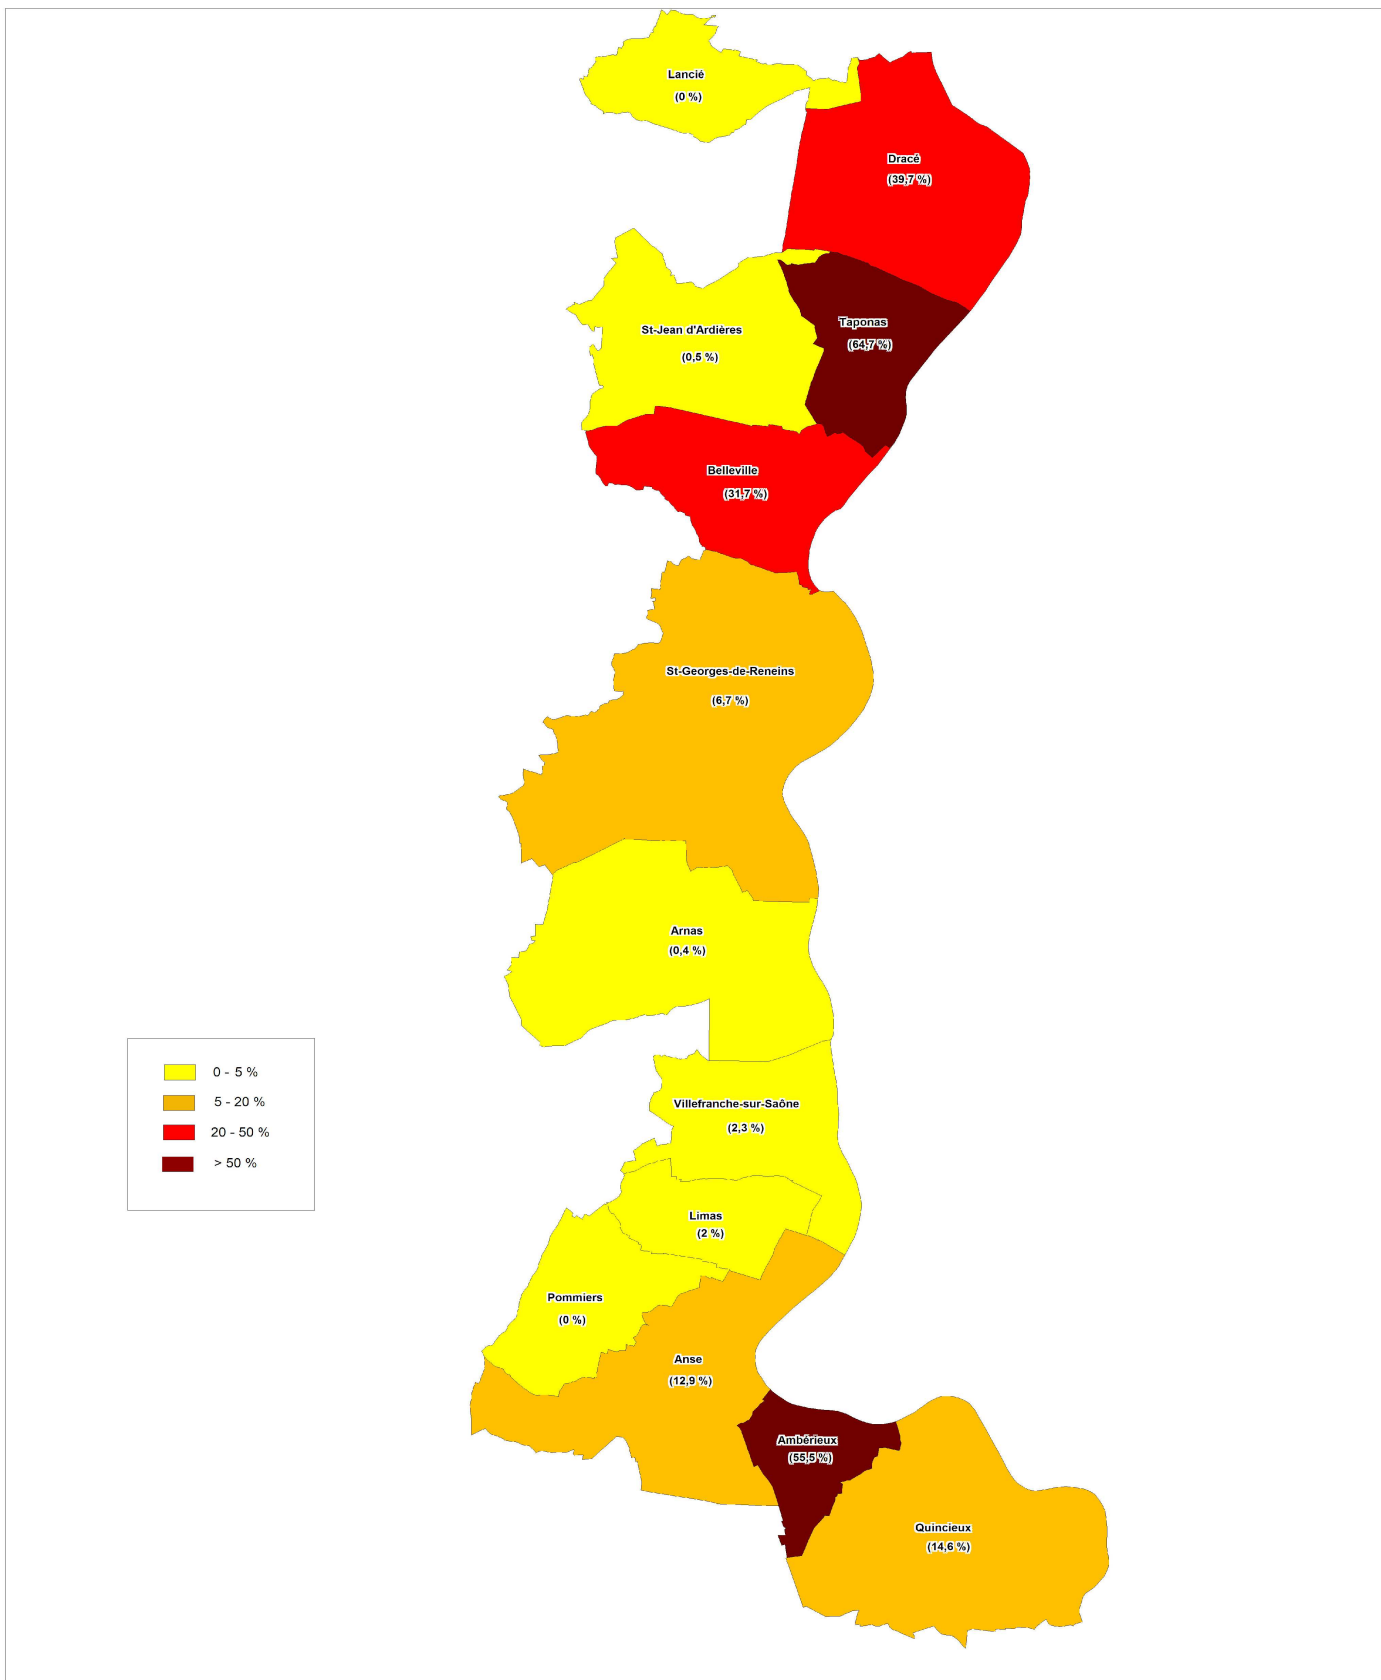 Lancié
(0 %)
Dracé
(39,7 %)
St-Jean d'Ardières
(0,5 %)
Taponas
(64,7 %)
Belleville
(31,7 %)
St-Georges-de-Reneins
(6,7 %)
Arnas
(0,4 %)
0 - 5 %
5 - 20 %
20 - 50 %
> 50 %
Villefranche-sur-Saône
(2,3 %)
Limas
(2 %)
Pommiers
(0 %)
Anse
(12,9 %)
Ambérieux
(55,5 %)
Quincieux
(14,6 %)